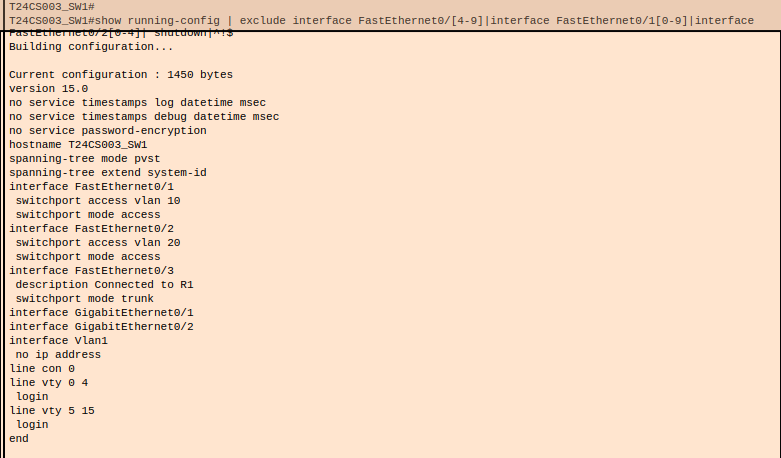 T24CS003_SW1#
T24CS003_SW1#show running-config | exclude interface FastEthernet0/[4-9]|interface FastEthernet0/1[0-9]|interface
FastEthernet0/2[0-4]| shutdown|^!$
Building configuration...
Current configuration : 1450 bytes
version 15.0
no service timestamps log datetime msec
no service timestamps debug datetime msec
no service password-encryption
hostname T24CS003_SW1
spanning-tree mode pvst
spanning-tree extend system-id
interface FastEthernet0/1
 switchport access vlan 10
 switchport mode access
interface FastEthernet0/2
 switchport access vlan 20
 switchport mode access
interface FastEthernet0/3
 description Connected to R1
 switchport mode trunk
interface GigabitEthernet0/1
interface GigabitEthernet0/2
interface Vlan1
 no ip address
line con 0
line vty 0 4
 login
line vty 5 15
 login
end